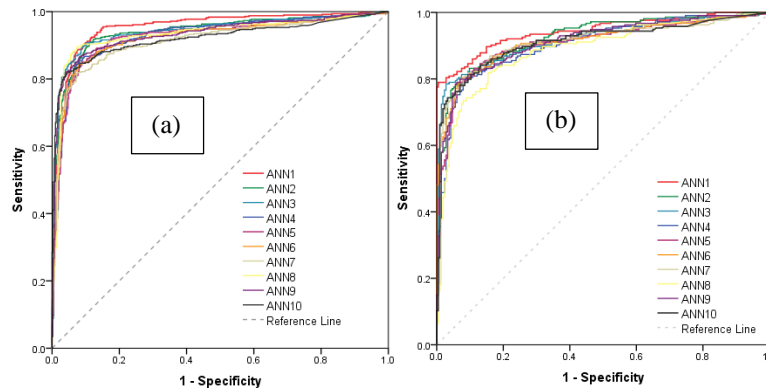 1.0
0.8
0.6
0.4
0.2
0.0
Sensitivity
(a)
ANN1
ANN2
ANN3
ANN4
ANN5
ANN6
ANN7
ANN8
ANN9
ANN10
Reference Line
0.0 0.2 0.4 0.6 0.8 1.0
1 - Specificity
1.0
0.8
0.6
0.4
0.2
0.0
Sensitivity
(b)
ANN1
ANN2
ANN3
ANN4
ANN5
ANN6
ANN7
ANN8
ANN9
ANN10
Reference Line
0.0 0.2 0.4 0.6 0.8 1
1 - Specificity